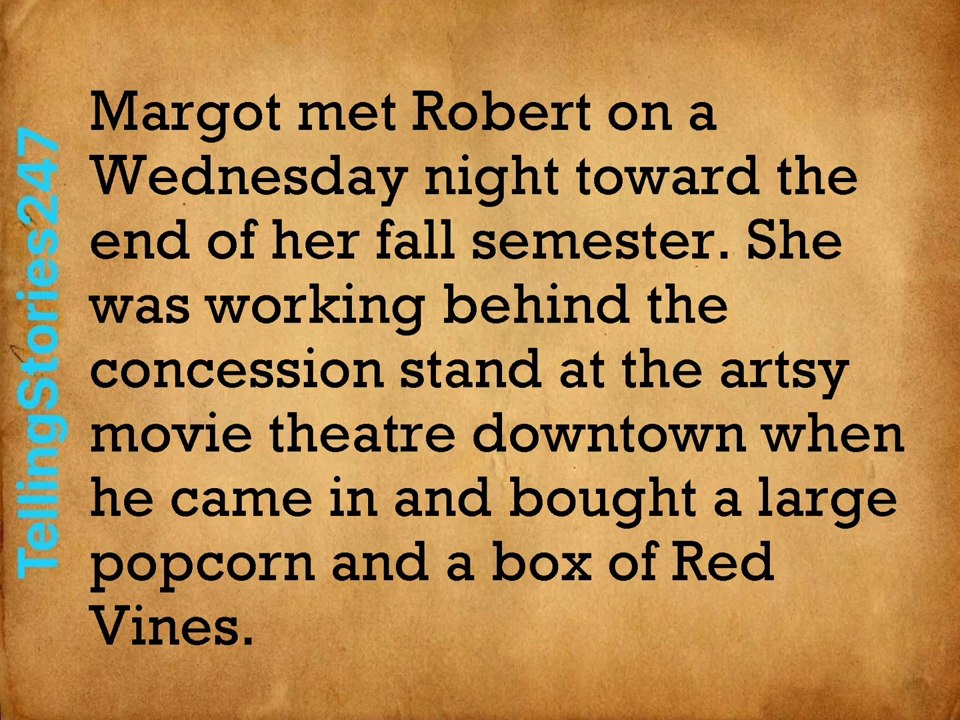 TellingStories247
Margot met Robert on a
Wednesday night toward the
end of her fall semester. She
was working behind the
concession stand at the artsy
movie theatre downtown when
he came in and bought a large
popcorn and a box of Red
Vines.